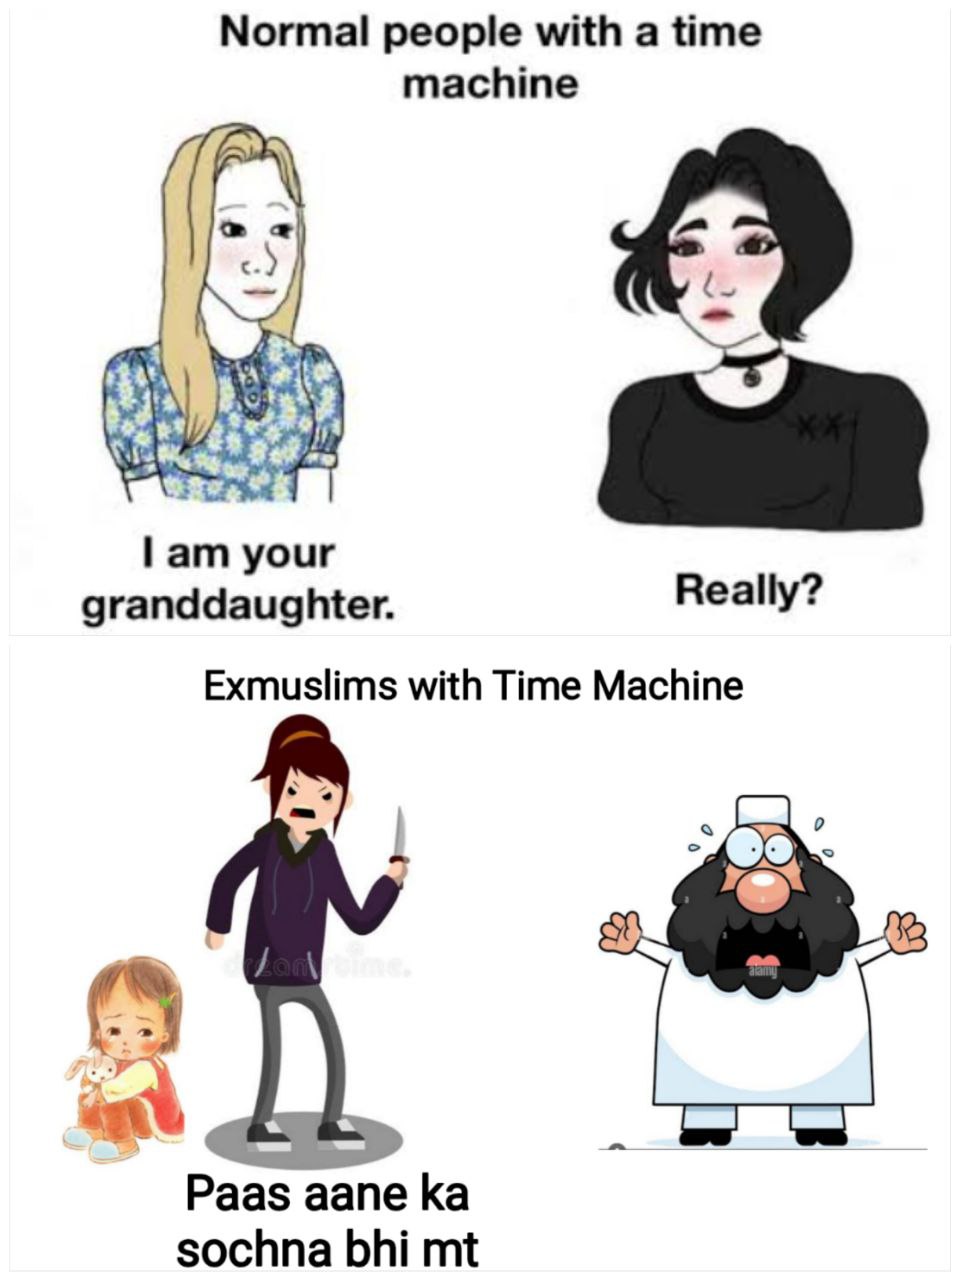 Normal people with a time
machine
I am your
granddaughter.
Really?
Exmuslims with Time Machine
dreamstime.
alamy
Paas aane ka
sochna bhi mt